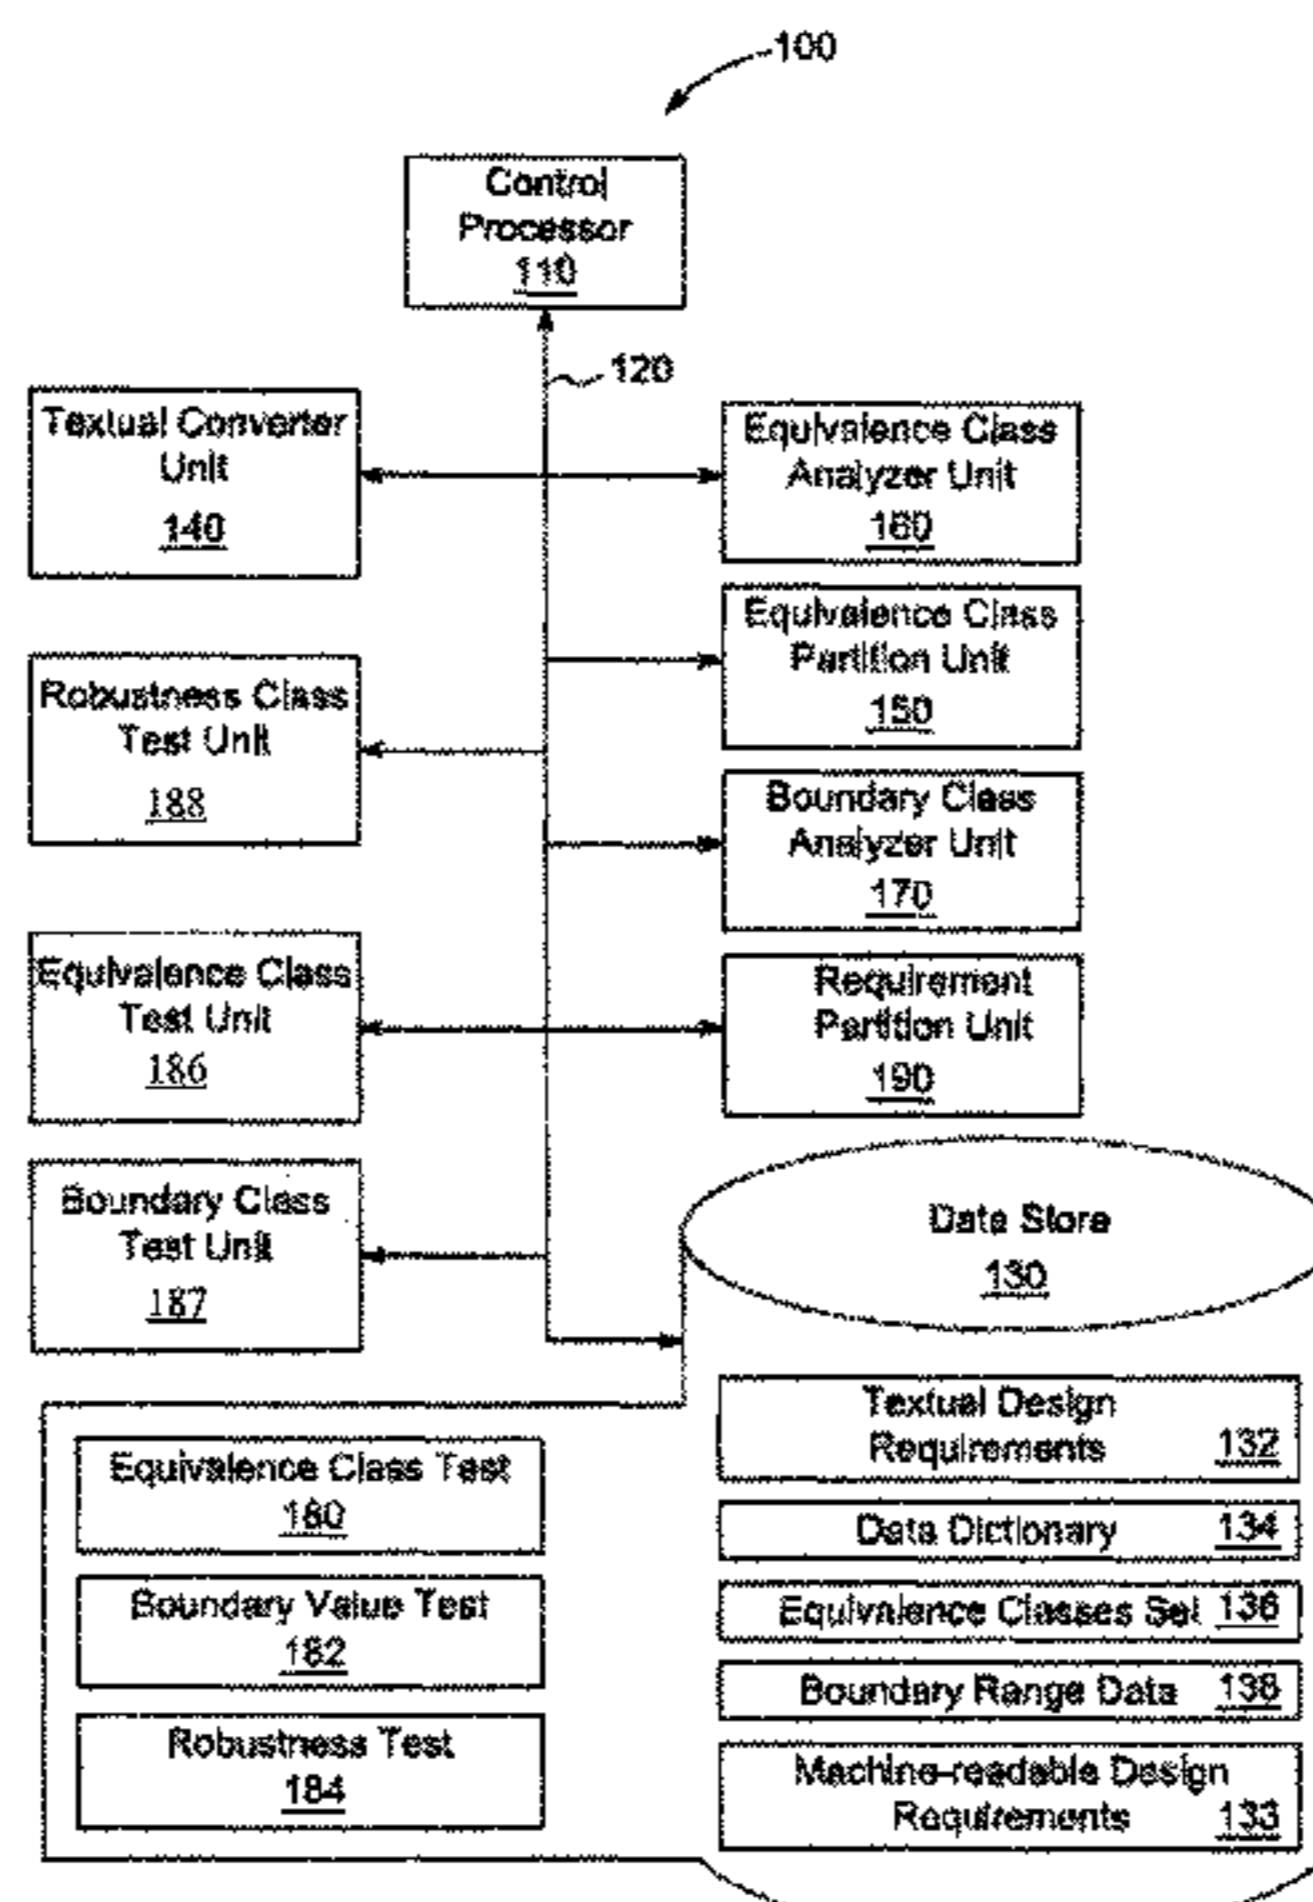 100
Control
Processor
110
120
Textual Converter
Unit
140
Equivalence Class
Analyzer Unit
160
Equivalence Class
Partition Unit
150
Robustness Class
Test Unit
188
Boundary Class
Analyzer Unit
170
Equivalence Class
Test Unit
186
Requirement
Partition Unit
190
Boundary Class
Test Unit
187
Data Store
130
Equivalence Class Test
180
Boundary Value Test
182
Robustness Test
184
Textual Design
Requirements 132
Data Dictionary 134
Equivalence Classes Set 136
Boundary Range Data 138
Machine-readable Design
Requirements 133